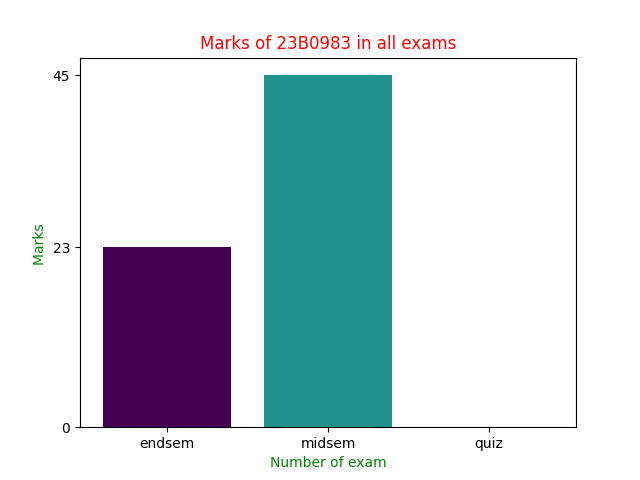 Marks of 23B0983 in all exams
45
23
0
Marks
endsem midsem quiz
Number of exam